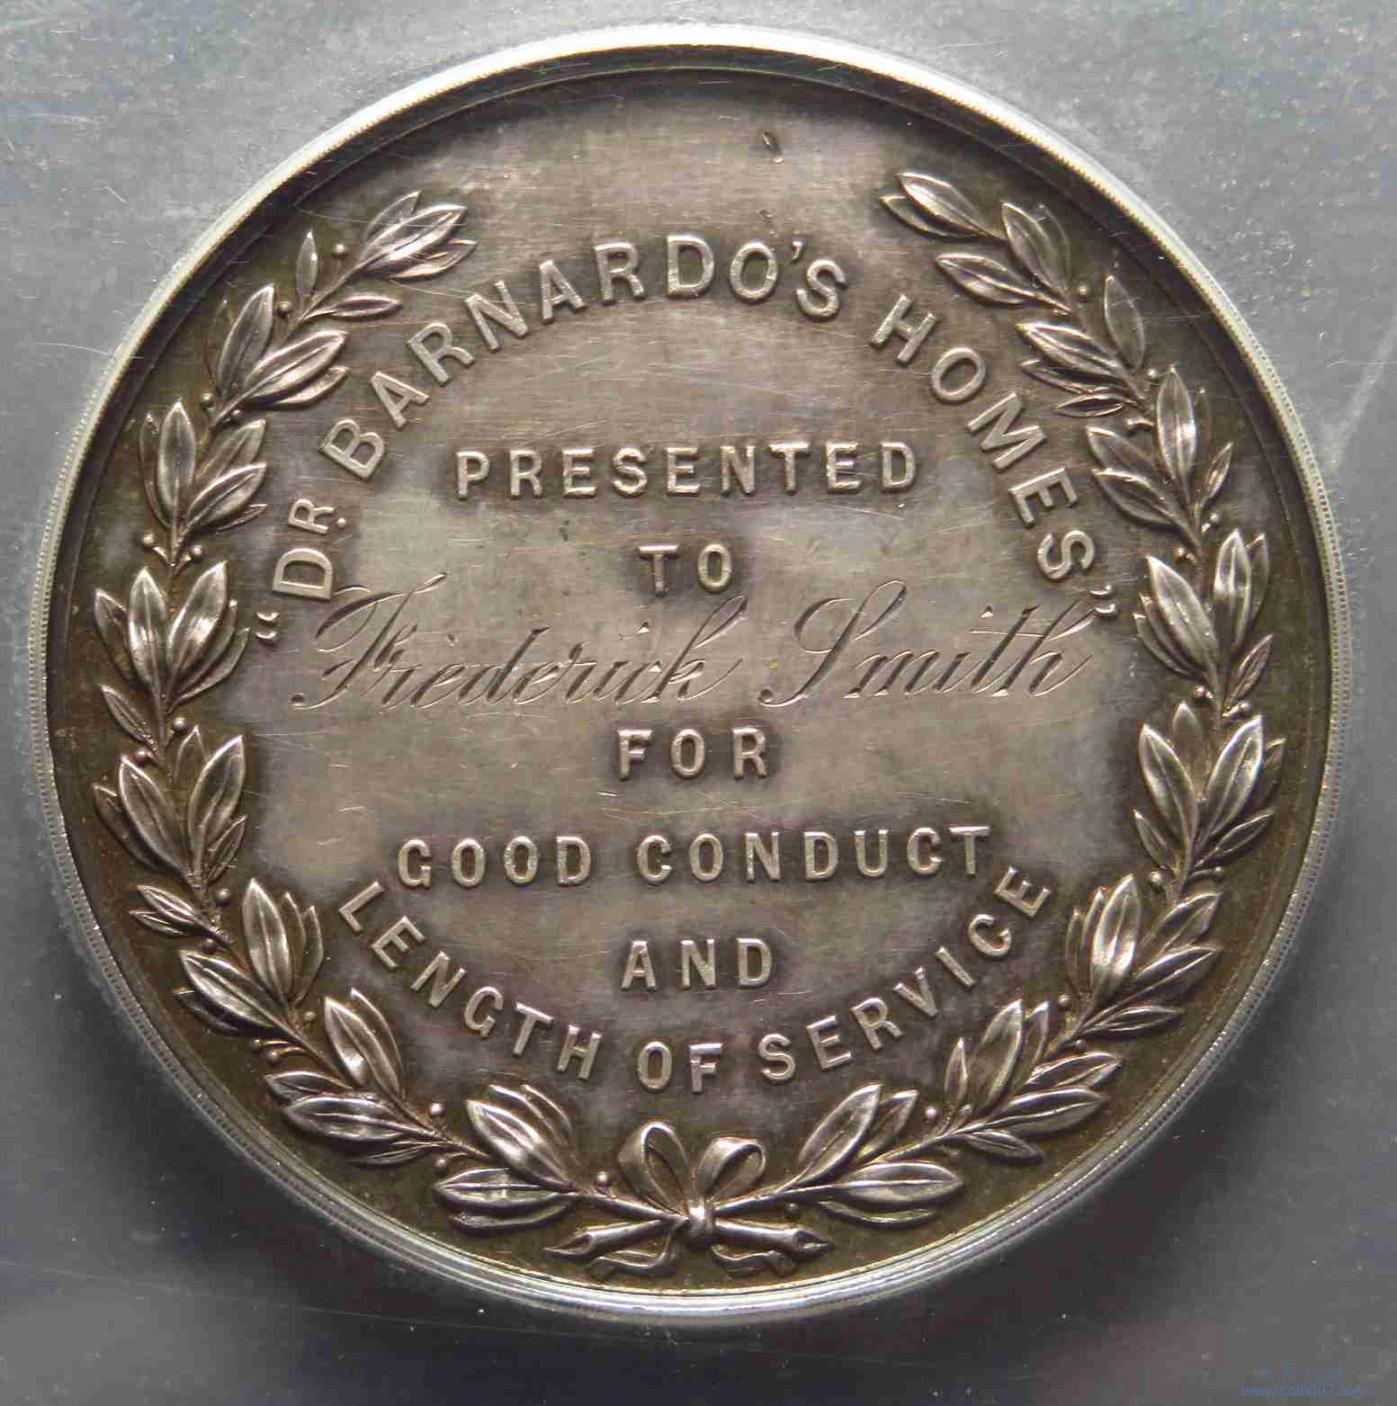 "DR. BARNARDO'S HOMES"
PRESENTED
TO
Frederick Smith
FOR
GOOD CONDUCT
AND
LENGTH OF SERVICE